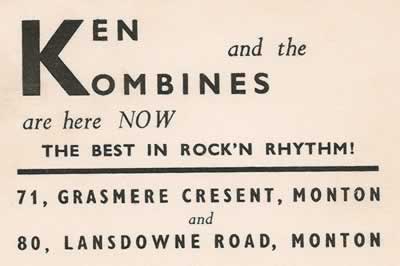 KEN
and the
KOMBINES
are here NOW
THE BEST IN ROCK'N RHYTHM!
71, GRASMERE CRESENT, MONTON
and
80, LANSDOWNE ROAD, MONTON